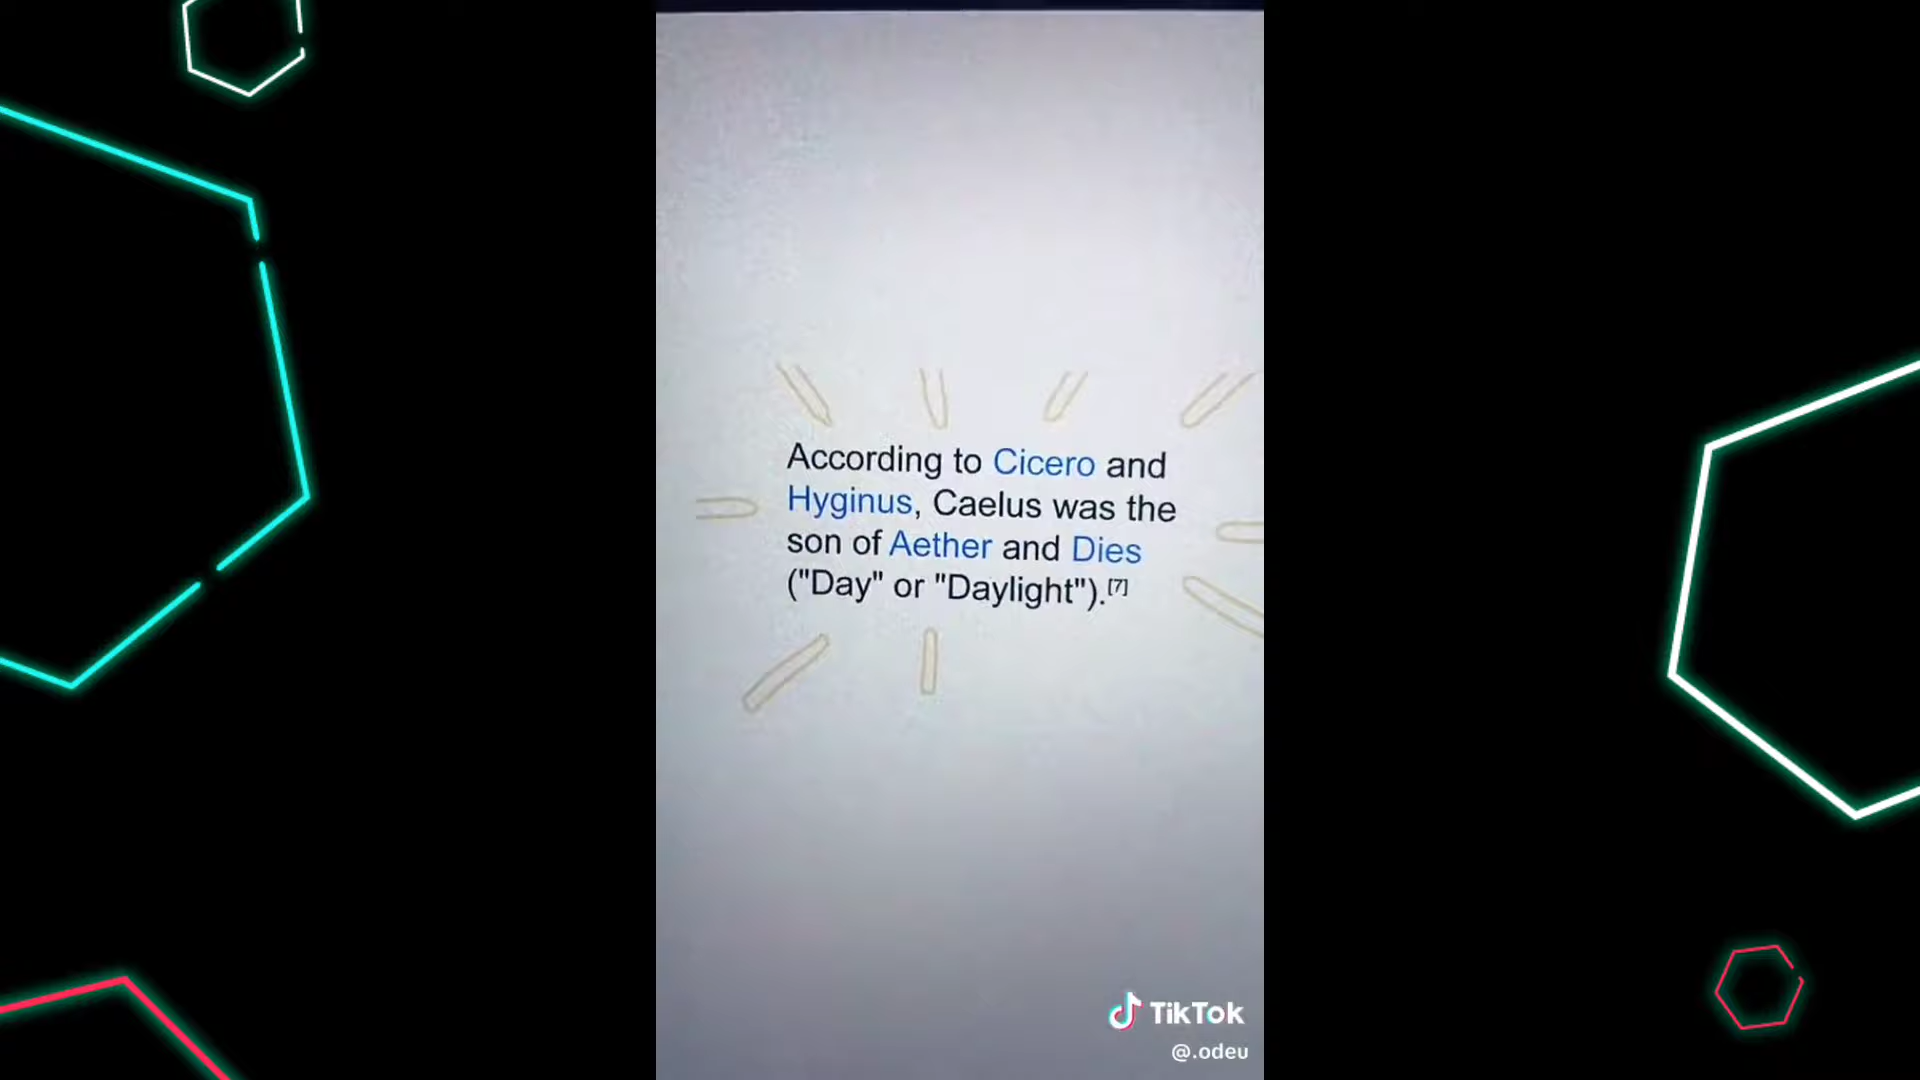 According to Cicero and
Hyginus, Caelus was the
son of Aether and Dies
("Day" or "Daylight").[7]
TikTok
@.odeu